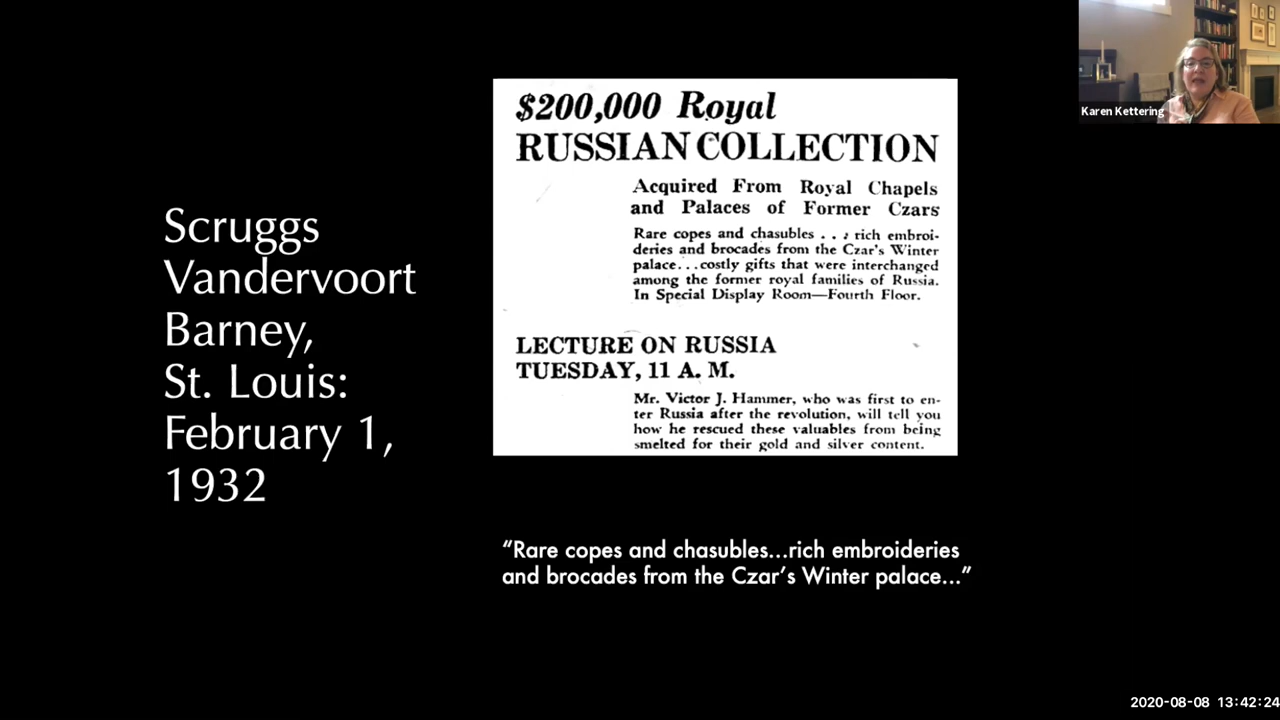 Scruggs
Vandervoort
Barney,
St. Louis:
February 1,
1932
$200,000 Royal
RUSSIAN COLLECTION
Acquired From Royal Chapels
and Palaces of Former Czars
Rare copes and chasubles . . . rich embroi-
deries and brocades from the Czar's Winter
palace...costly gifts that were interchanged
among the former royal families of Russia.
In Special Display Room—Fourth Floor.
LECTURE ON RUSSIA
TUESDAY, 11 A. M.
Mr. Victor J. Hammer, who was first to en-
ter Russia after the revolution, will tell you
how he rescued these valuables from being
smelted for their gold and silver content.
“Rare copes and chasubles...rich embroideries
and brocades from the Czar’s Winter palace...”
Karen Kettering
2020-08-08 13:42:24